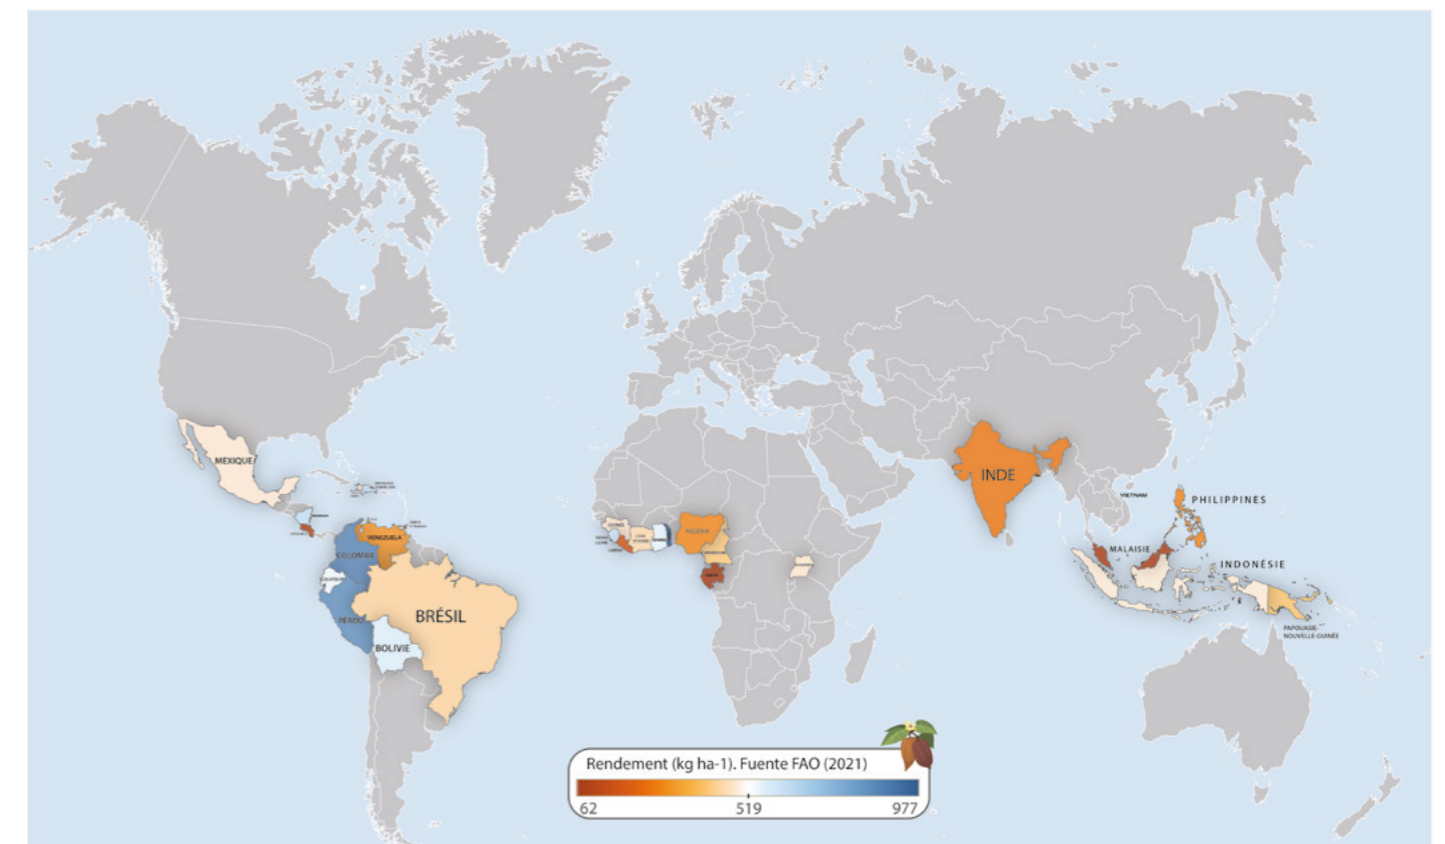 MEXIQUE
VENEZUELA
COLOMBIE
PÉROU
BRÉSIL
BOLIVIE
NIGERIA
INDE
VIETNAM
PHILIPPINES
MALAISIE
INDONÉSIE
PAPOUASIE-
NOUVELLE-GUINÉE
Rendement (kg ha-1). Fuente FAO (2021)
62 519 977